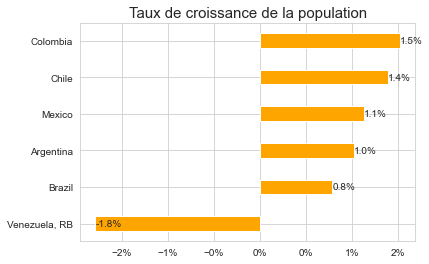 Taux de croissance de la population
Colombia 1.5%
Chile 1.4%
Mexico 1.1%
Argentina 1.0%
Brazil 0.8%
Venezuela, RB -1.8%
−2% −1% −0% 0% 0% 1% 2%